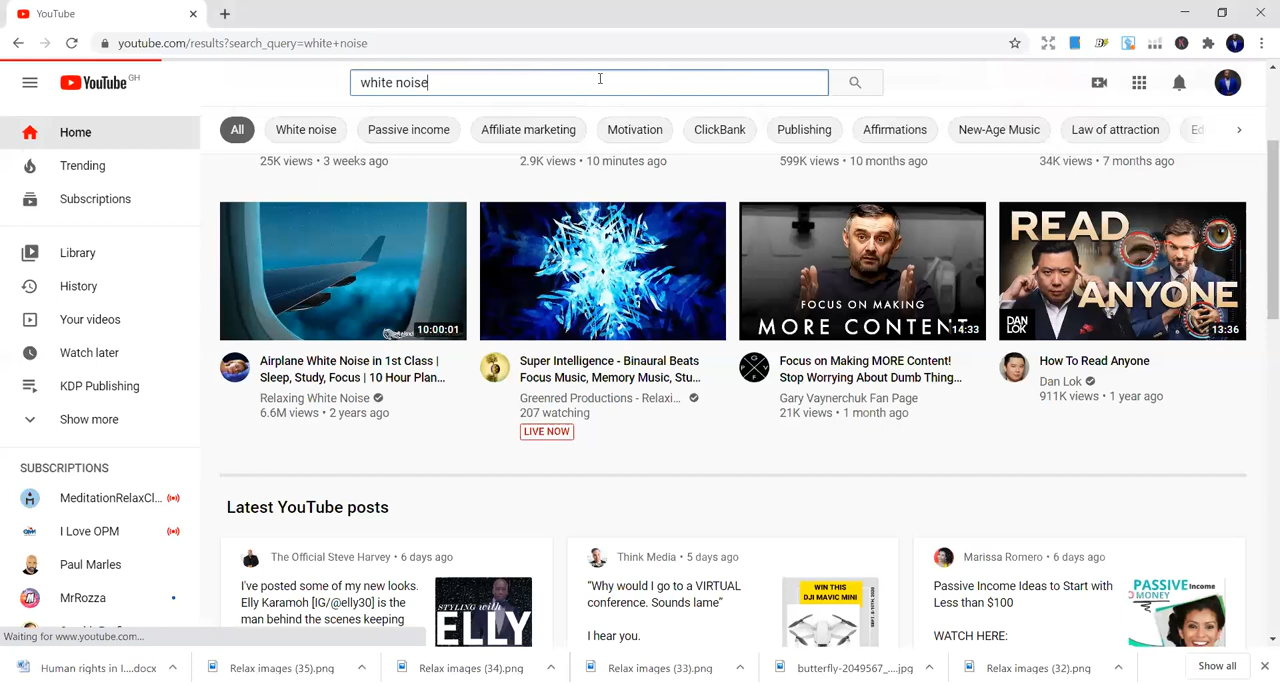 YouTube
youtube.com/results?search_query=white+noise
YouTube GH
white noise
All
White noise
Passive income
Affiliate marketing
Motivation
ClickBank
Publishing
Affirmations
New-Age Music
Law of attraction
Ed
Home
Trending
Subscriptions
Library
History
Your videos
Watch later
KDP Publishing
Show more
SUBSCRIPTIONS
MeditationRelaxCl...
I Love OPM
Paul Marles
MrRozza
25K views • 3 weeks ago
2.9K views • 10 minutes ago
599K views • 10 months ago
34K views • 7 months ago
10:00:01
Airplane White Noise in 1st Class |
Sleep, Study, Focus | 10 Hour Plan...
Relaxing White Noise
6.6M views • 2 years ago
Super Intelligence - Binaural Beats
Focus Music, Memory Music, Stu...
Greenred Productions - Relaxi...
207 watching
LIVE NOW
FOCUS ON MAKING
MORE CONTENT
14:33
Focus on Making MORE Content!
Stop Worrying About Dumb Thing...
Gary Vaynerchuk Fan Page
21K views • 1 month ago
READ
ANYONE
DAN
LOK
13:36
How To Read Anyone
Dan Lok
911K views • 1 year ago
Latest YouTube posts
The Official Steve Harvey • 6 days ago
I've posted some of my new looks.
Elly Karamoh [IG/@elly30] is the
man behind the scenes keeping
STYLING with
ELLY
Think Media • 5 days ago
“Why would I go to a VIRTUAL
conference. Sounds lame”
I hear you.
WIN THIS
DJI MAVIC MINI
Marissa Romero • 6 days ago
Passive Income Ideas to Start with
Less than $100
WATCH HERE:
PASSIVE Income
MONEY
Waiting for www.youtube.com...
Human rights in I....docx
Relax images (35).png
Relax images (34).png
Relax images (33).png
butterfly-2049567_....jpg
Relax images (32).png
Show all